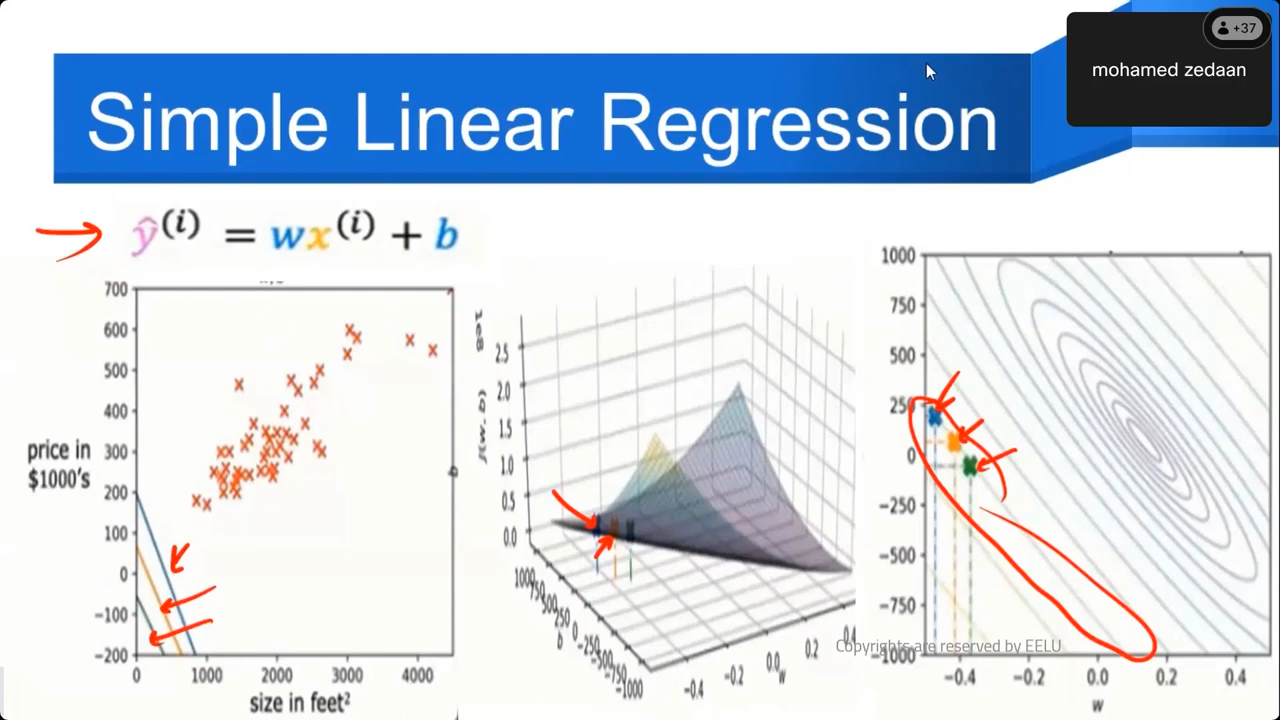 +37
mohamed zedaan
Simple Linear Regression
ŷ⁽ⁱ⁾ = wx⁽ⁱ⁾ + b
700
600
500
400
300
200
100
0
−100
−200
price in
$1000's
0 1000 2000 3000 4000
size in feet²
1e8
2.5
2.0
1.5
1.0
0.5
0.0
J(w, b)
1000
750
500
250
0
−250
−500
−750
−1000
b
−0.4 −0.2 0.0 0.2 0.4
w
1000
750
500
250
0
−250
−500
−750
−1000
b
−0.4 −0.2 0.0 0.2 0.4
w
Copyrights are reserved by EELU